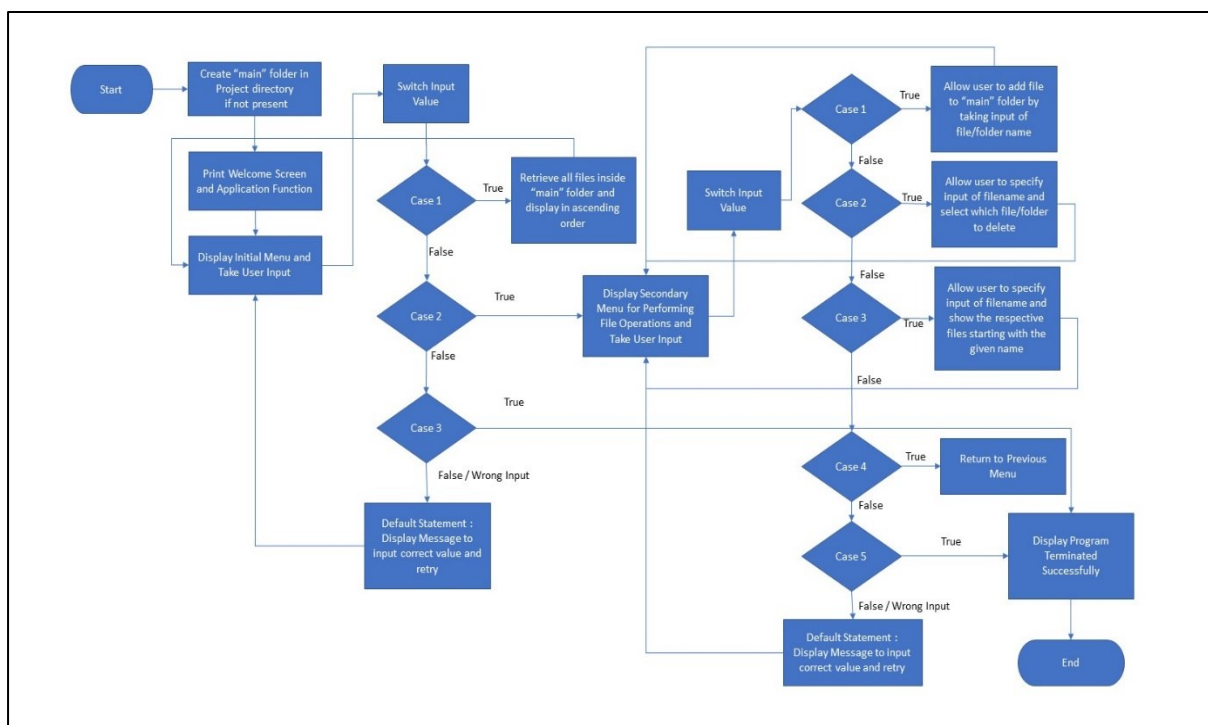 Start
Create “main” folder in
Project directory
if not present
Print Welcome Screen
and Application Function
Display Initial Menu and
Take User Input
Switch Input
Value
Case 1
True
Retrieve all files inside
“main” folder and
display in ascending
order
False
Case 2
True
False
Case 3
True
False / Wrong Input
Default Statement :
Display Message to
input correct value and
retry
Display Secondary
Menu for Performing
File Operations and
Take User Input
Switch Input
Value
Case 1
True
Allow user to add file
to “main” folder by
taking input of
file/folder name
False
Case 2
True
Allow user to specify
input of filename and
select which file/folder
to delete
False
Case 3
True
Allow user to specify
input of filename and
show the respective
files starting with the
given name
False
Case 4
True
Return to Previous
Menu
False
Case 5
True
Display Program
Terminated
Successfully
False / Wrong Input
Default Statement :
Display Message to input
correct value and retry
End